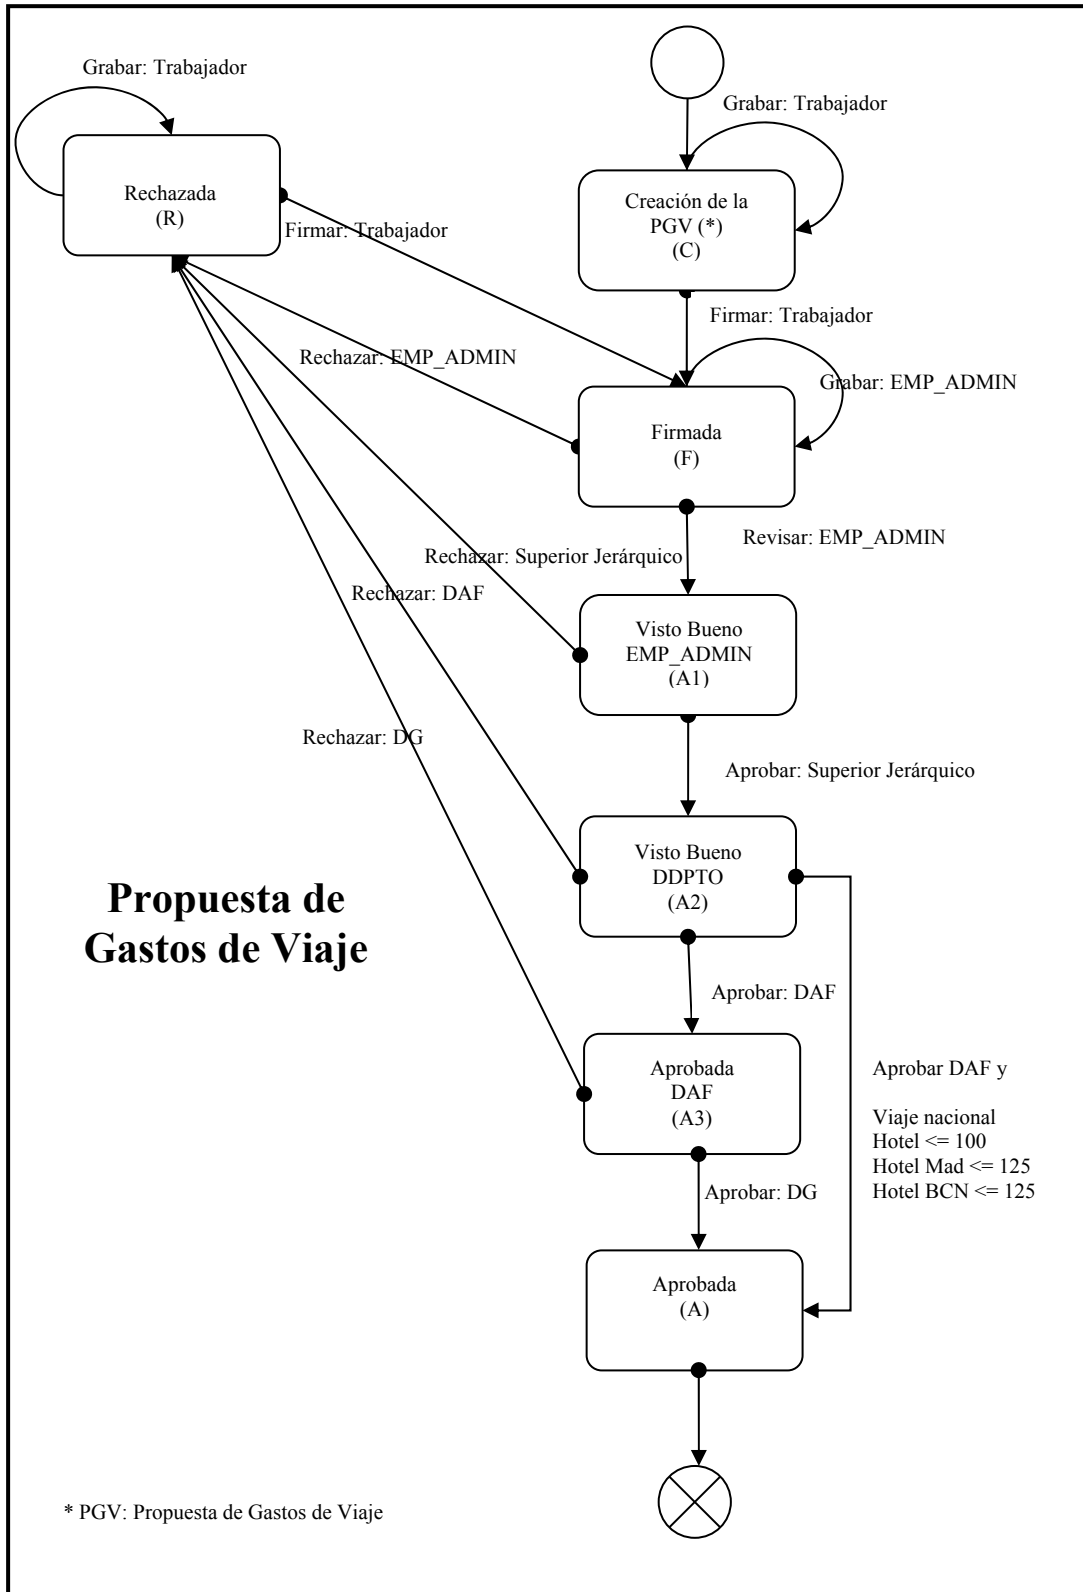 Grabar: Trabajador
Grabar: Trabajador
Rechazada
(R)
Creación de la
PGV (*)
(C)
Firmar: Trabajador
Firmar: Trabajador
Rechazar: EMP_ADMIN
Grabar: EMP_ADMIN
Firmada
(F)
Revisar: EMP_ADMIN
Rechazar: Superior Jerárquico
Rechazar: DAF
Visto Bueno
EMP_ADMIN
(A1)
Rechazar: DG
Aprobar: Superior Jerárquico
Visto Bueno
DDPTO
(A2)
Propuesta de
Gastos de Viaje
Aprobar: DAF
Aprobada
DAF
(A3)
Aprobar DAF y
Viaje nacional
Hotel <= 100
Hotel Mad <= 125
Hotel BCN <= 125
Aprobar: DG
Aprobada
(A)
* PGV: Propuesta de Gastos de Viaje